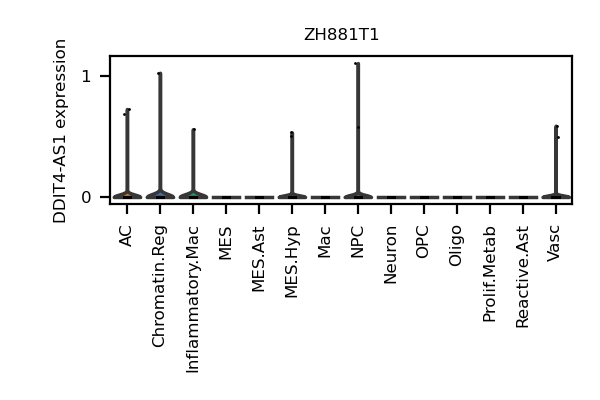 ZH881T1
DDIT4-AS1 expression
1
0
AC
Chromatin.Reg
Inflammatory.Mac
MES
MES.Ast
MES.Hyp
Mac
NPC
Neuron
OPC
Oligo
Prolif.Metab
Reactive.Ast
Vasc